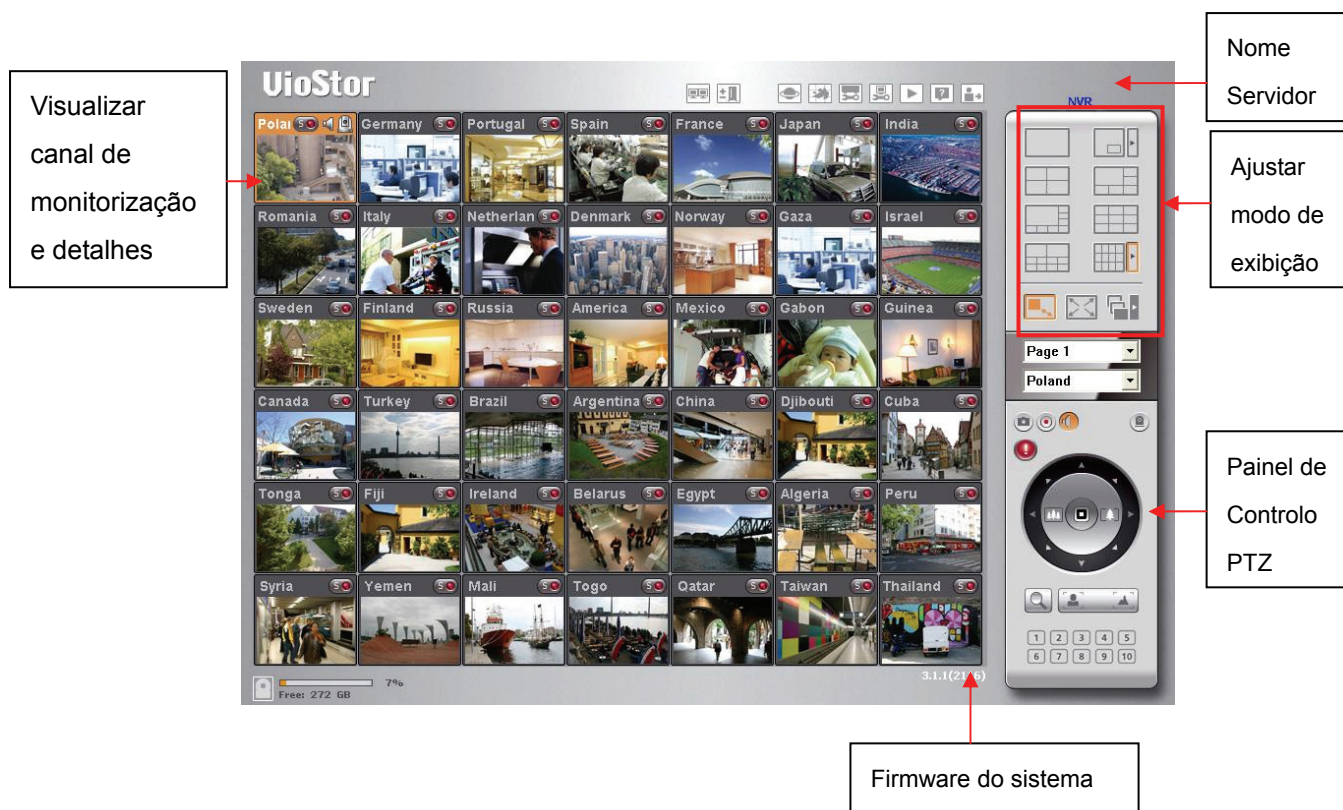 Nome
Servidor
Visualizar
canal de
monitorização
e detalhes
VioStor
NVR
Germany
Portugal
Spain
France
Japan
India
Ajustar
modo de
exibição
Romania
Italy
Netherlan
Denmark
Norway
Gaza
Israel
Sweden
Finland
Russia
America
Mexico
Gabon
Guinea
Page 1
Poland
Canada
Turkey
Brazil
Argentina
China
Djibouti
Cuba
Painel de
Controlo
PTZ
Tonga
Fiji
Ireland
Belarus
Egypt
Algeria
Peru
Syria
Yemen
Mali
Togo
Qatar
Taiwan
Thailand
1 2 3 4 5
6 7 8 9 10
7%
Free: 272 GB
Firmware do sistema